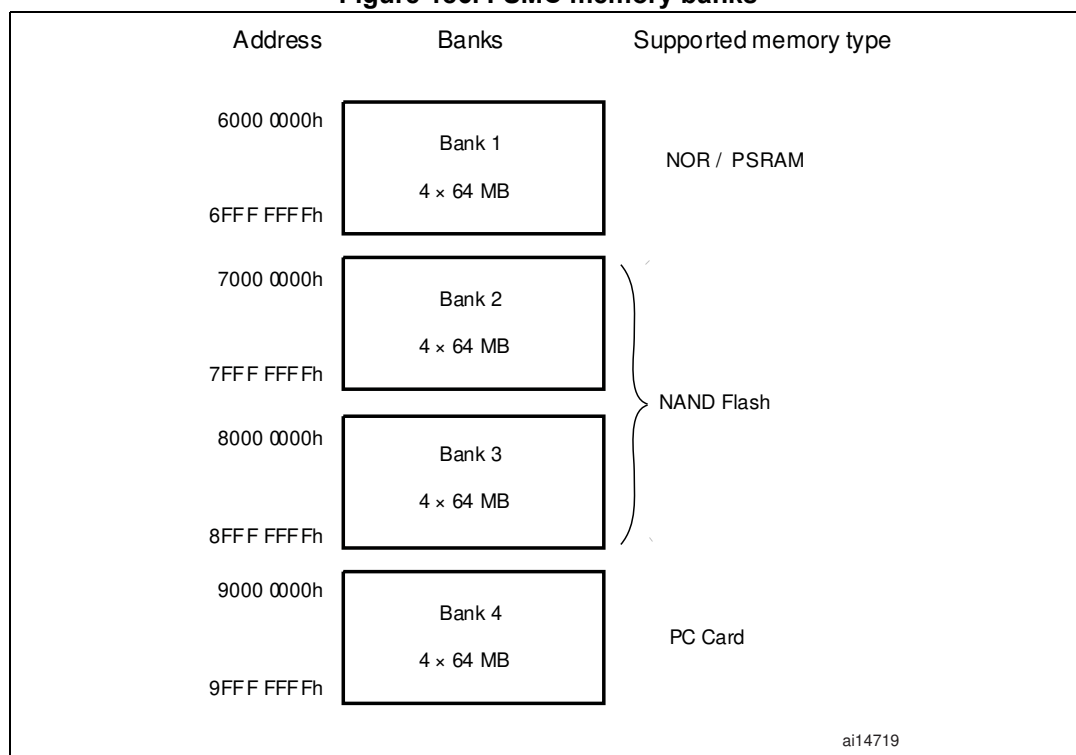 Address Banks Supported memory type
6000 0000h
Bank 1
NOR / PSRAM
4 × 64 MB
6FFF FFFFh
7000 0000h
Bank 2
4 × 64 MB
7FFF FFFFh
NAND Flash
8000 0000h
Bank 3
4 × 64 MB
8FFF FFFFh
9000 0000h
Bank 4
PC Card
4 × 64 MB
9FFF FFFFh
ai14719